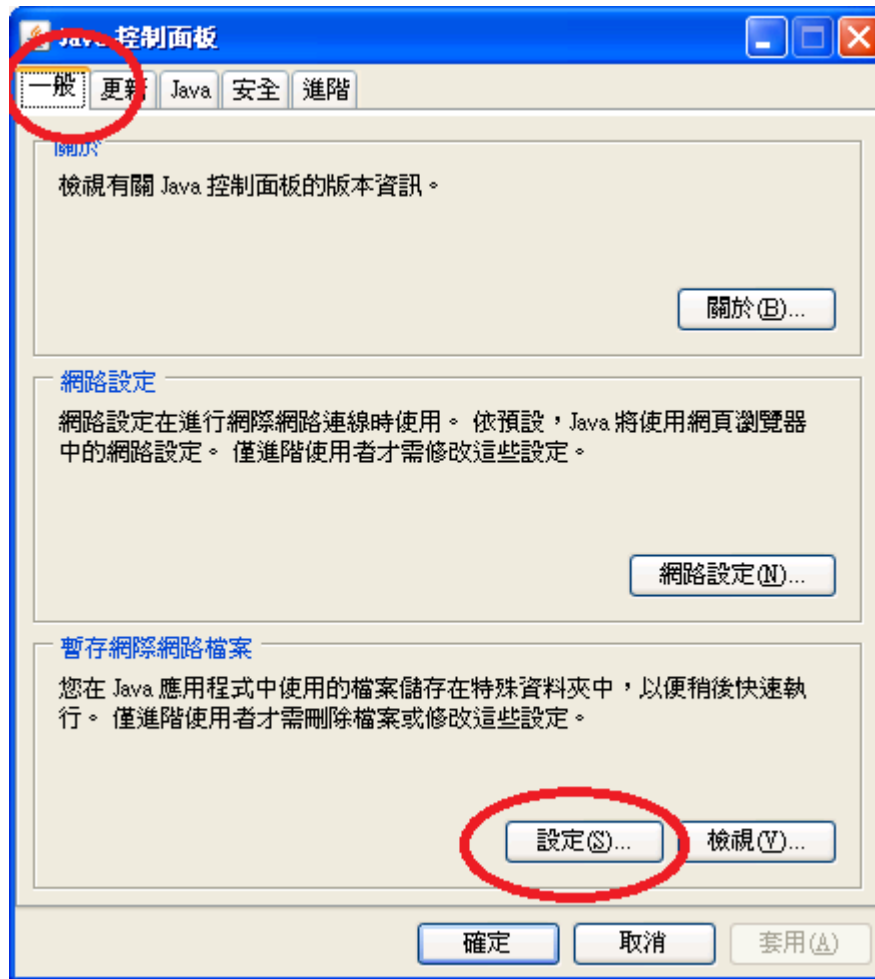 Java 控制面板
一般 更新 Java 安全 進階
關於
檢視有關 Java 控制面板的版本資訊。
關於(B)...
網路設定
網路設定在進行網際網路連線時使用。 依預設，Java 將使用網頁瀏覽器
中的網路設定。 僅進階使用者才需修改這些設定。
網路設定(N)...
暫存網際網路檔案
您在 Java 應用程式中使用的檔案儲存在特殊資料夾中，以便稍後快速執
行。 僅進階使用者才需刪除檔案或修改這些設定。
設定(S)... 檢視(V)...
確定 取消 套用(A)